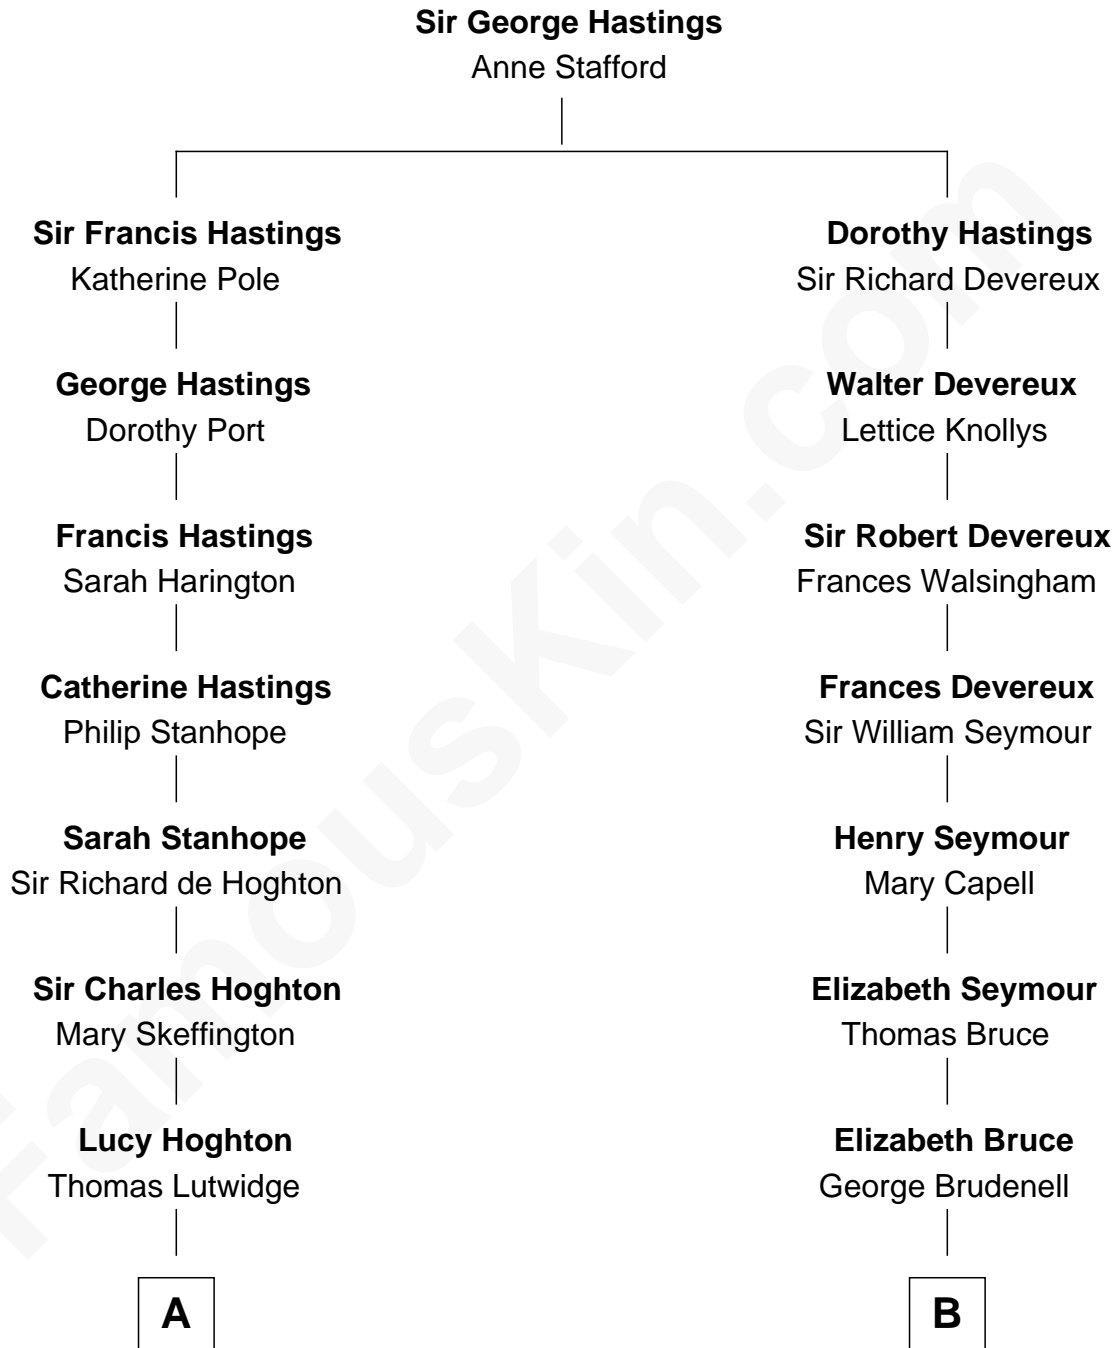 Sir George Hastings
Anne Stafford
Sir Francis Hastings
Katherine Pole
Dorothy Hastings
Sir Richard Devereux
George Hastings
Dorothy Port
Walter Devereux
Lettice Knollys
Francis Hastings
Sarah Harington
Sir Robert Devereux
Frances Walsingham
Catherine Hastings
Philip Stanhope
Frances Devereux
Sir William Seymour
Sarah Stanhope
Sir Richard de Hoghton
Henry Seymour
Mary Capell
Sir Charles Hoghton
Mary Skeffington
Elizabeth Seymour
Thomas Bruce
Lucy Hoghton
Thomas Lutwidge
Elizabeth Bruce
George Brudenell
A
B
FamousKin.com